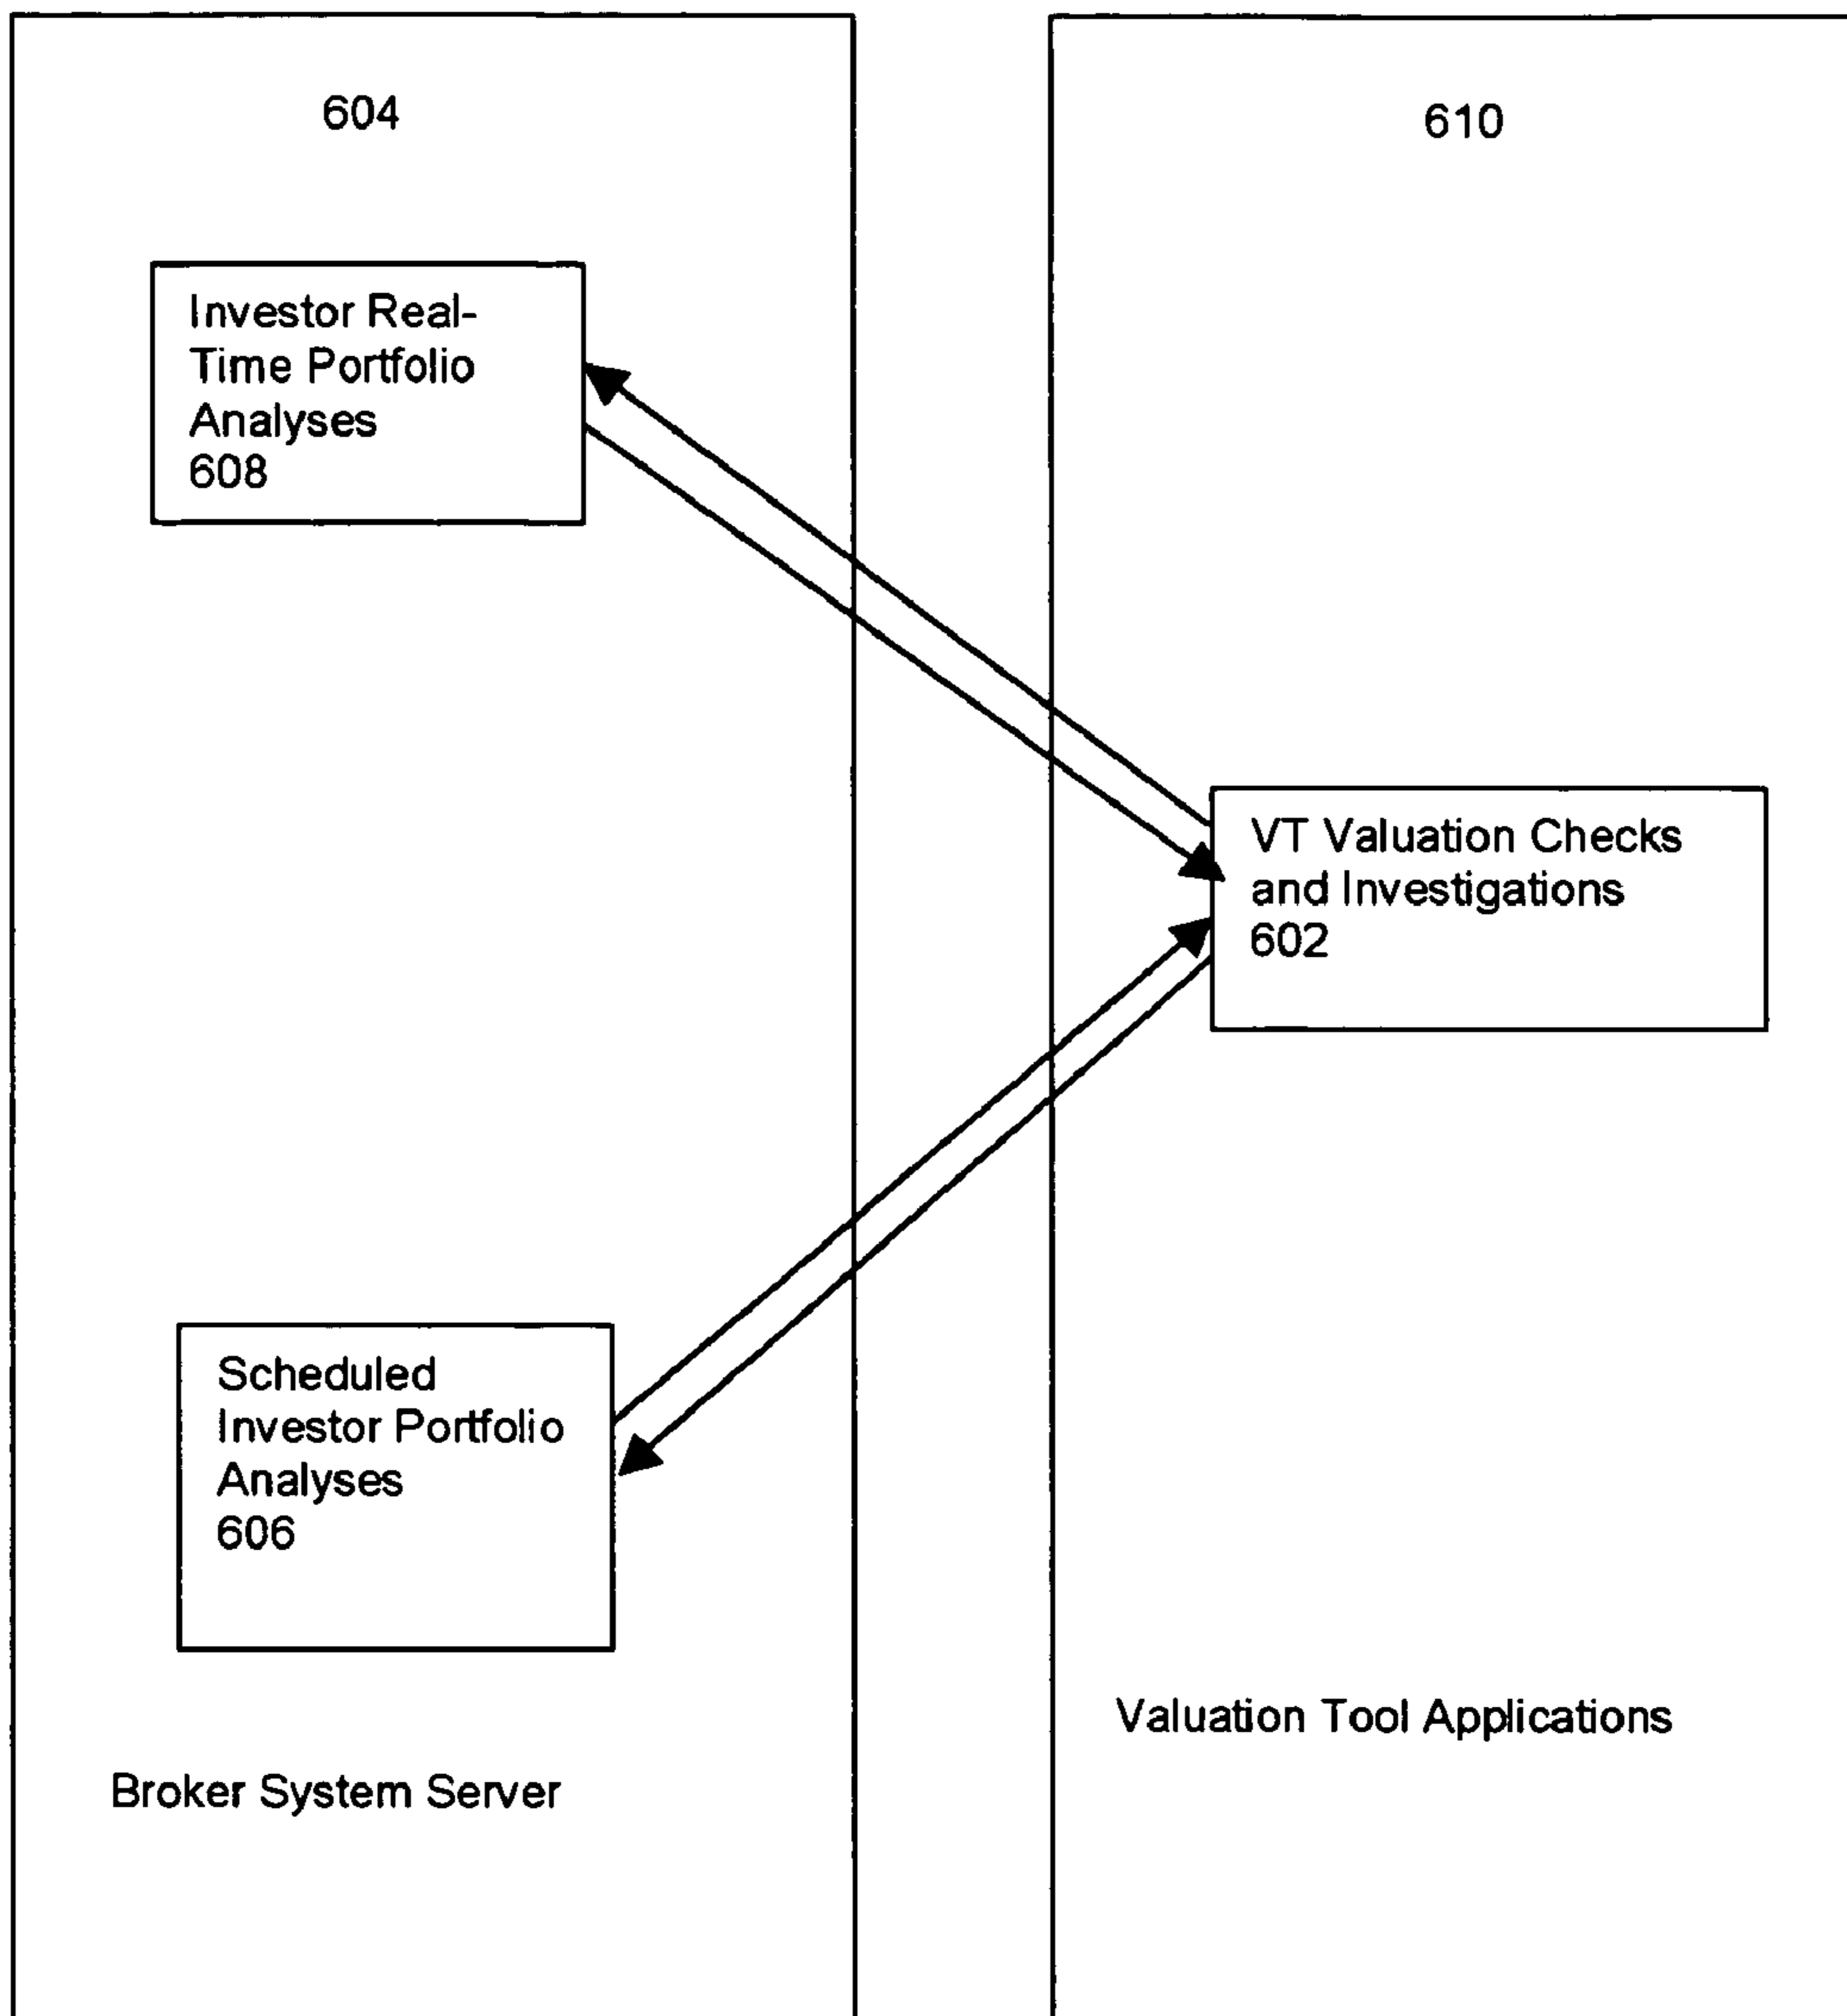 604
Investor Real-
Time Portfolio
Analyses
608
Scheduled
Investor Portfolio
Analyses
606
Broker System Server
610
VT Valuation Checks
and Investigations
602
Valuation Tool Applications